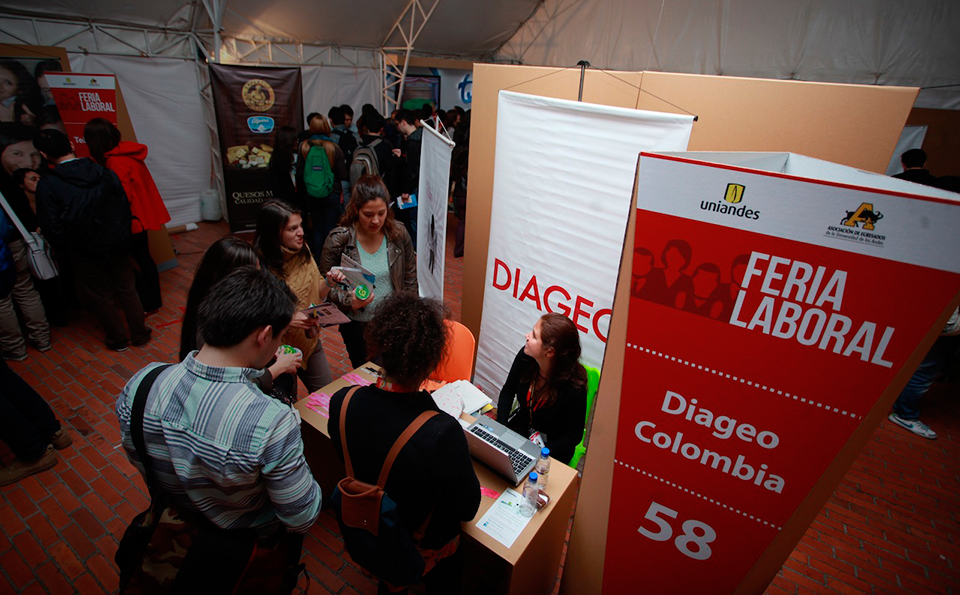 FERIA
LABORAL
Te
QUESOS M
CALIDAD
DIAGEO
uniandes
ASOCIACIÓN DE EGRESADOS
de la Universidad de los Andes
FERIA
LABORAL
Diageo
Colombia
58